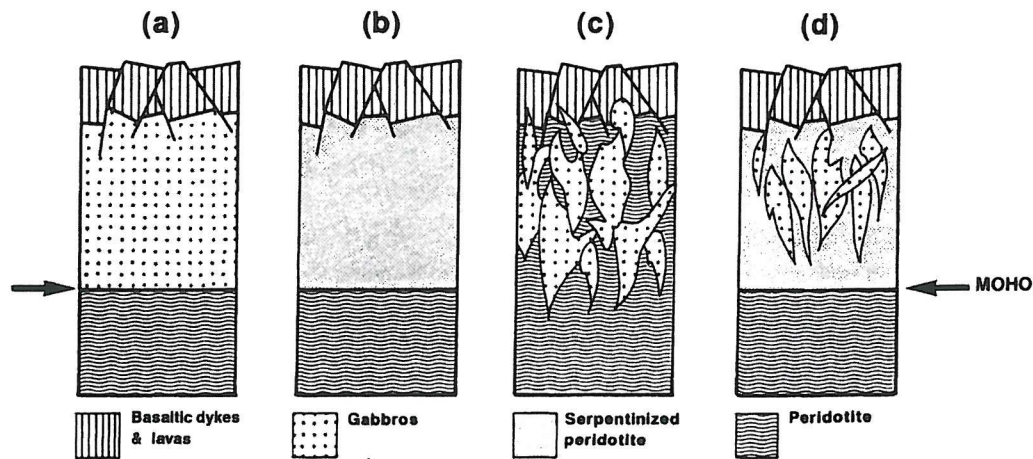 (a)
(b)
(c)
(d)
MOHO
Basaltic dykes
& lavas
Gabbros
Serpentinized
peridotite
Peridotite